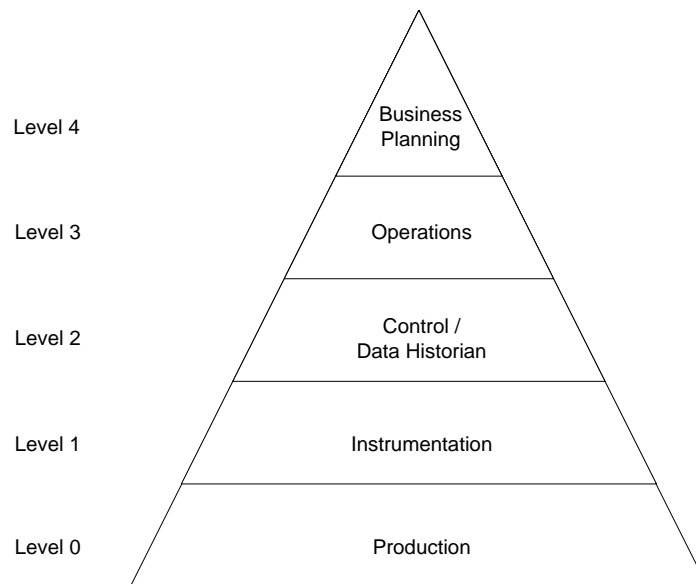 Level 4
Business
Planning
Level 3
Operations
Level 2
Control /
Data Historian
Level 1
Instrumentation
Level 0
Production